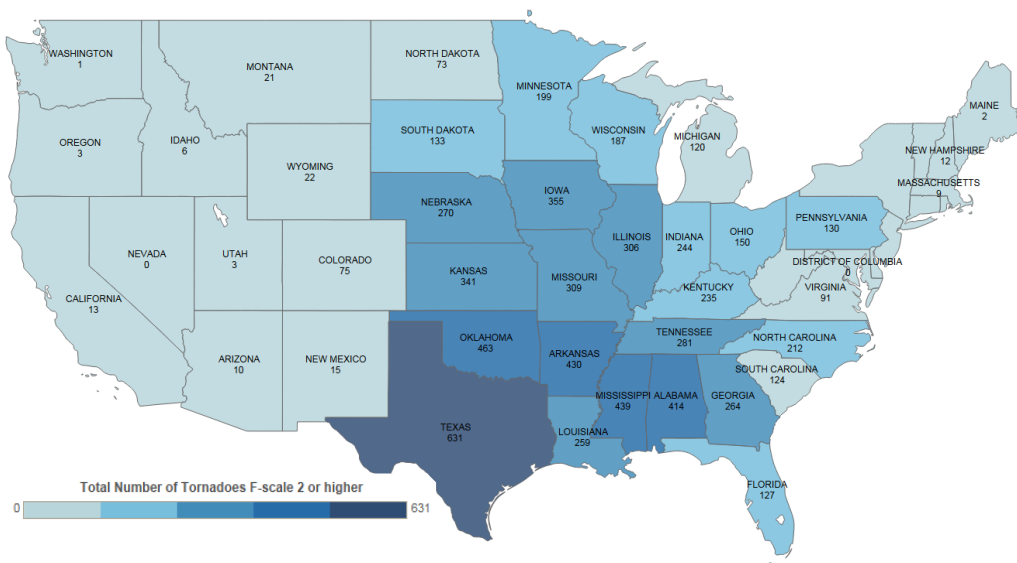 WASHINGTON
1
MONTANA
21
NORTH DAKOTA
73
MINNESOTA
199
MAINE
2
OREGON
3
IDAHO
6
WYOMING
22
SOUTH DAKOTA
133
WISCONSIN
187
MICHIGAN
120
NEW HAMPSHIRE
12
MASSACHUSETTS
9
NEBRASKA
270
IOWA
355
ILLINOIS
306
INDIANA
244
OHIO
150
PENNSYLVANIA
130
NEVADA
0
UTAH
3
COLORADO
75
KANSAS
341
MISSOURI
309
KENTUCKY
235
DISTRICT OF COLUMBIA
0
VIRGINIA
91
CALIFORNIA
13
ARIZONA
10
NEW MEXICO
15
OKLAHOMA
463
ARKANSAS
430
TENNESSEE
281
NORTH CAROLINA
212
SOUTH CAROLINA
124
TEXAS
631
LOUISIANA
259
MISSISSIPPI
439
ALABAMA
414
GEORGIA
264
FLORIDA
127
Total Number of Tornadoes F-scale 2 or higher
0 631